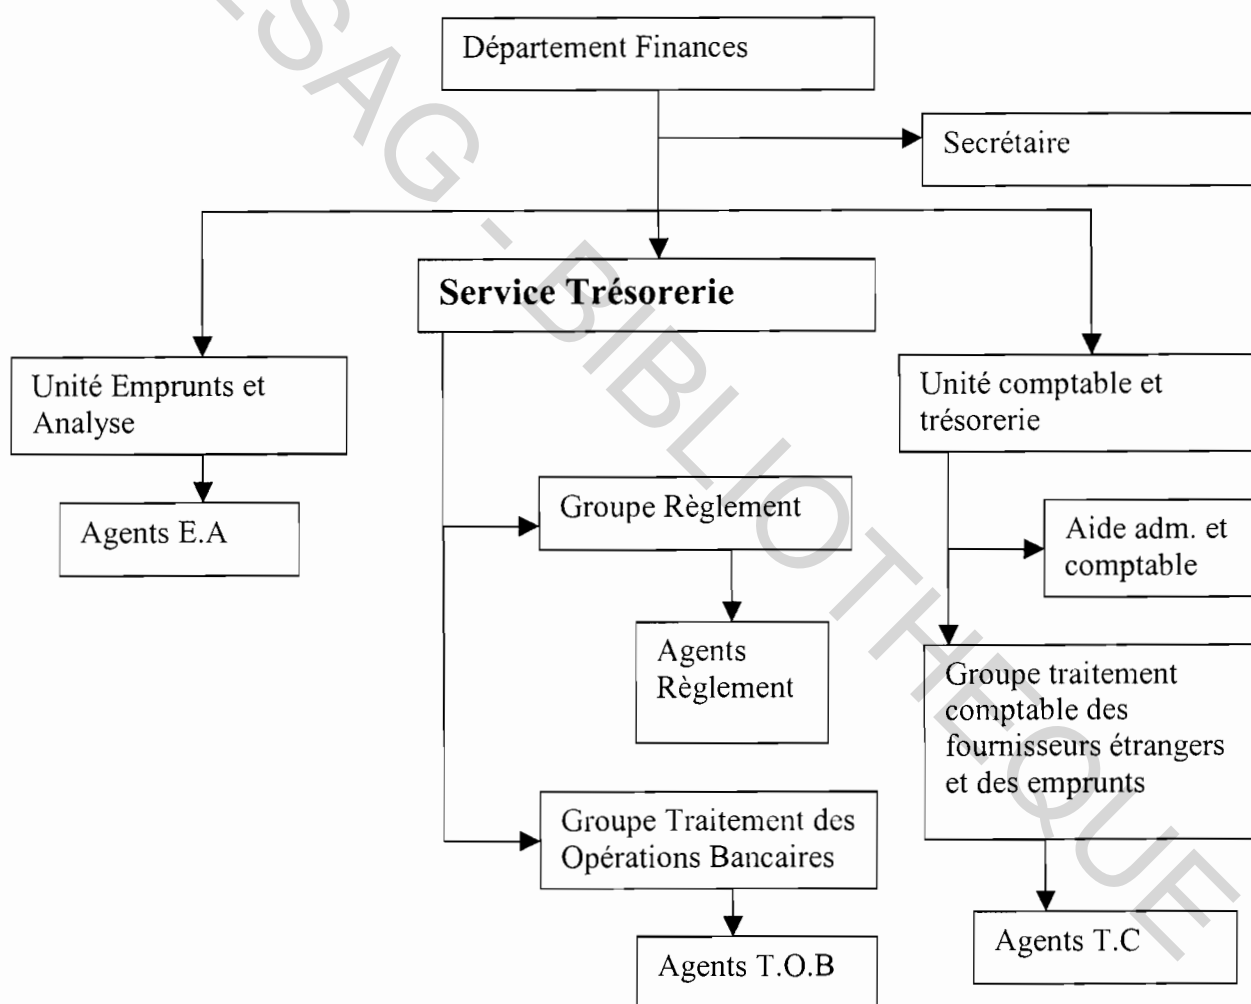 Département Finances
Secrétaire
Service Trésorerie
Unité Emprunts et
Analyse
Unité comptable et
trésorerie
Agents E.A
Groupe Règlement
Aide adm. et
comptable
Agents
Règlement
Groupe traitement
comptable des
fournisseurs étrangers
et des emprunts
Groupe Traitement des
Opérations Bancaires
Agents T.O.B
Agents T.C
SAG - BIBLIOTHEQUE